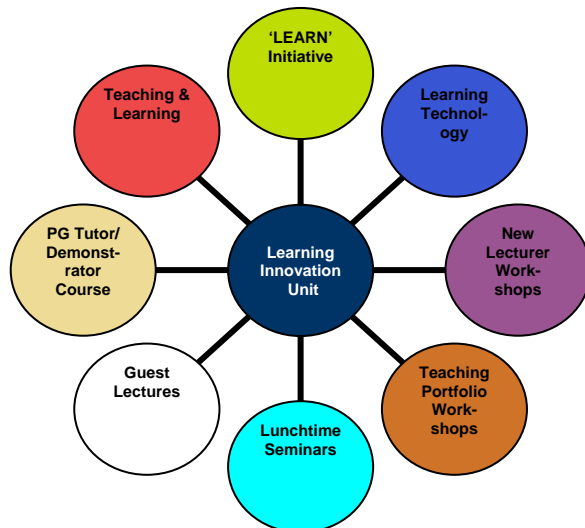 ‘LEARN’
Initiative
Teaching &
Learning
Learning
Technol-
ogy
PG Tutor/
Demonst-
rator
Course
Learning
Innovation
Unit
New
Lecturer
Work-
shops
Guest
Lectures
Teaching
Portfolio
Work-
shops
Lunchtime
Seminars